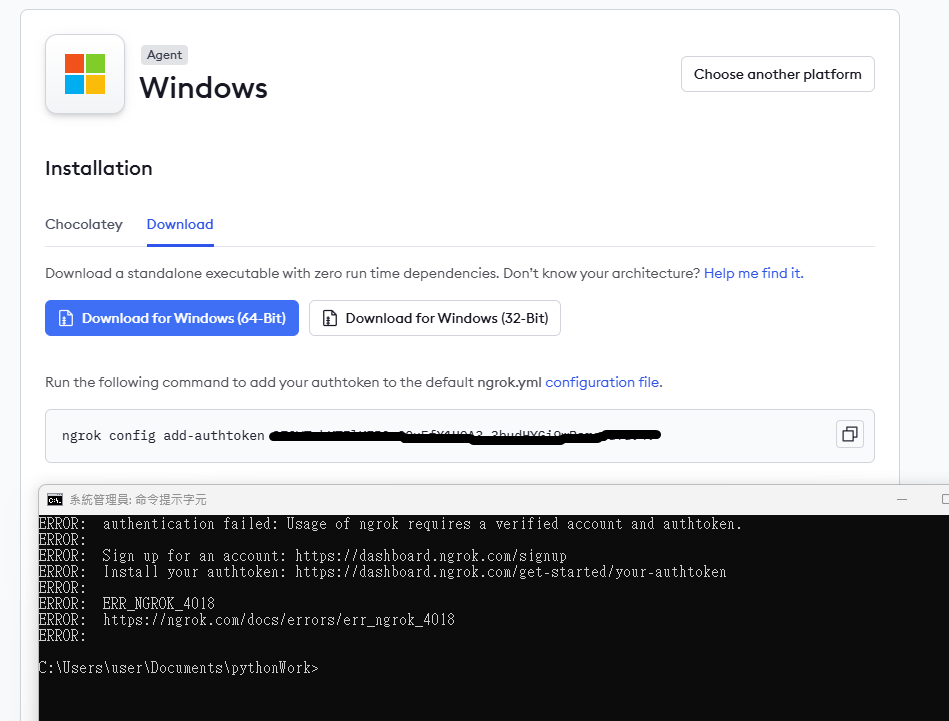 Agent
Windows
Choose another platform
Installation
Chocolatey Download
Download a standalone executable with zero run time dependencies. Don’t know your architecture? Help me find it.
Download for Windows (64-Bit) Download for Windows (32-Bit)
Run the following command to add your authtoken to the default ngrok.yml configuration file.
ngrok config add-authtoken
系統管理員: 命令提示字元
ERROR:  authentication failed: Usage of ngrok requires a verified account and authtoken.
ERROR:
ERROR:  Sign up for an account: https://dashboard.ngrok.com/signup
ERROR:  Install your authtoken: https://dashboard.ngrok.com/get-started/your-authtoken
ERROR:
ERROR:  ERR_NGROK_4018
ERROR:  https://ngrok.com/docs/errors/err_ngrok_4018
ERROR:
C:\Users\user\Documents\pythonWork>